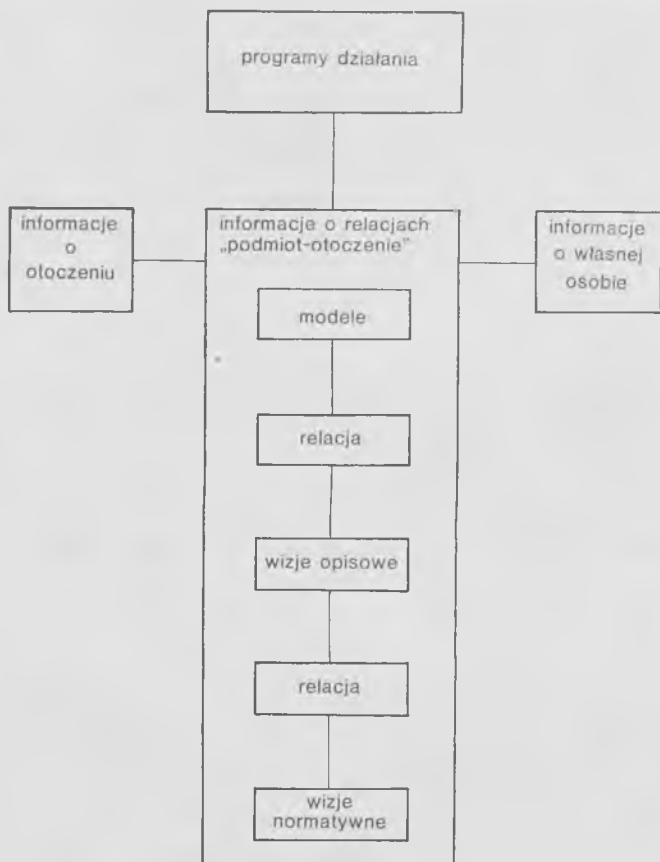 programy działania
informacje
o
otoczeniu
informacje o relacjach
„podmiot-otoczenie”
informacje
o własnej
osobie
modele
relacja
wizje opisowe
relacja
wizje
normatywne